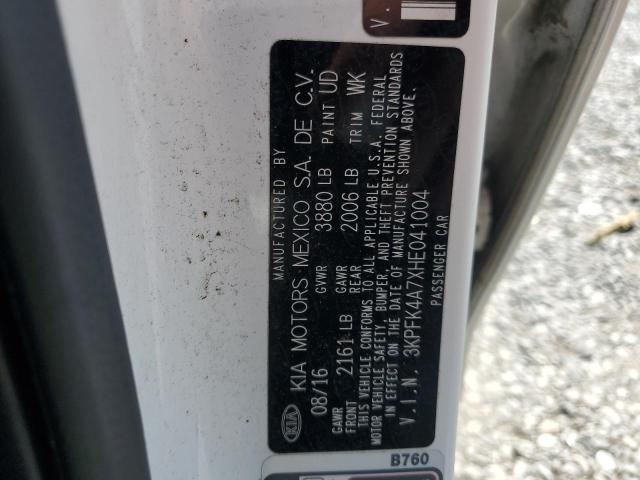 KIA
MANUFACTURED BY
KIA MOTORS MEXICO S.A. DE C.V.
08/16 GVWR 3880 LB PAINT UD
GAWR FRONT 2161 LB GAWR REAR 2006 LB TRIM WK
THIS VEHICLE CONFORMS TO ALL APPLICABLE U.S.A. FEDERAL
MOTOR VEHICLE SAFETY, BUMPER, AND THEFT PREVENTION STANDARDS
IN EFFECT ON THE DATE OF MANUFACTURE SHOWN ABOVE.
V.I.N. 3KPFK4A7XHE041004
PASSENGER CAR
B760
V.